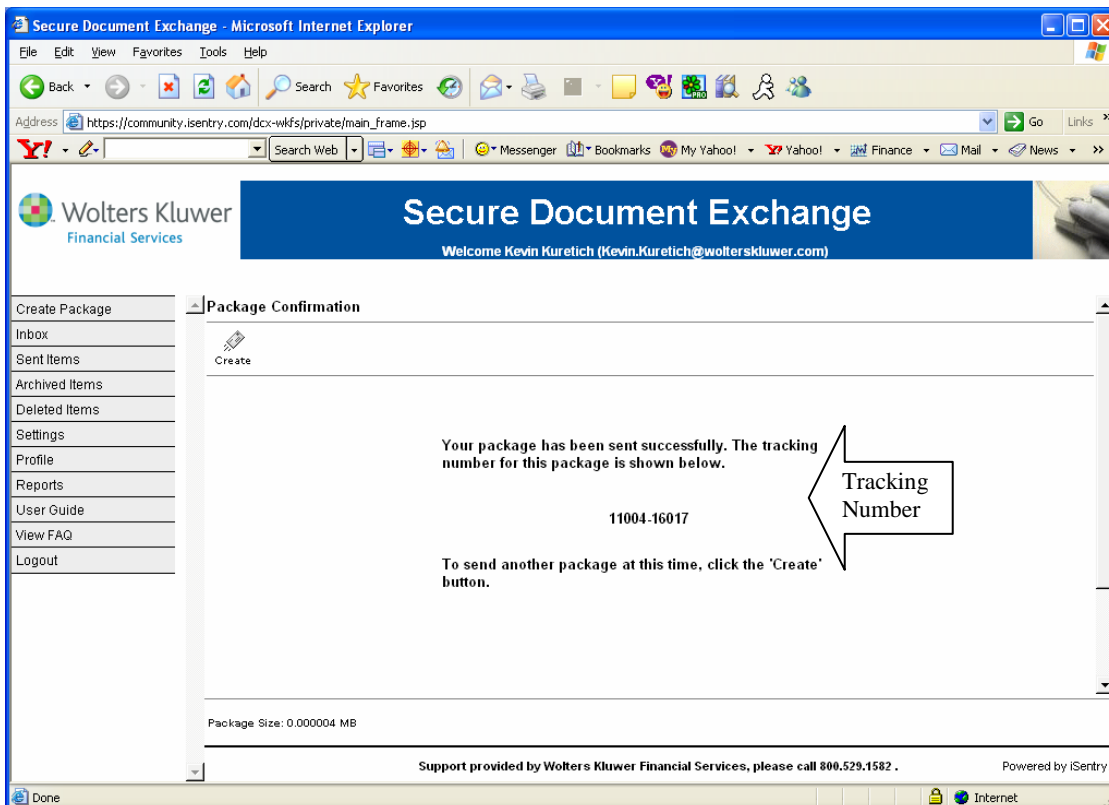 Secure Document Exchange - Microsoft Internet Explorer
File Edit View Favorites Tools Help
Back Search Favorites
Address https://community.isentry.com/dcx-wkfs/private/main_frame.jsp Go Links
Y! Search Web Messenger Bookmarks My Yahoo! Yahoo! Finance Mail News
Wolters Kluwer
Financial Services
Secure Document Exchange
Welcome Kevin Kuretich (Kevin.Kuretich@wolterskluwer.com)
Create Package
Inbox
Sent Items
Archived Items
Deleted Items
Settings
Profile
Reports
User Guide
View FAQ
Logout
Package Confirmation
Create
Your package has been sent successfully. The tracking
number for this package is shown below.
11004-16017
To send another package at this time, click the 'Create'
button.
Tracking
Number
Package Size: 0.000004 MB
Support provided by Wolters Kluwer Financial Services, please call 800.529.1582 .
Powered by iSentry
Done Internet